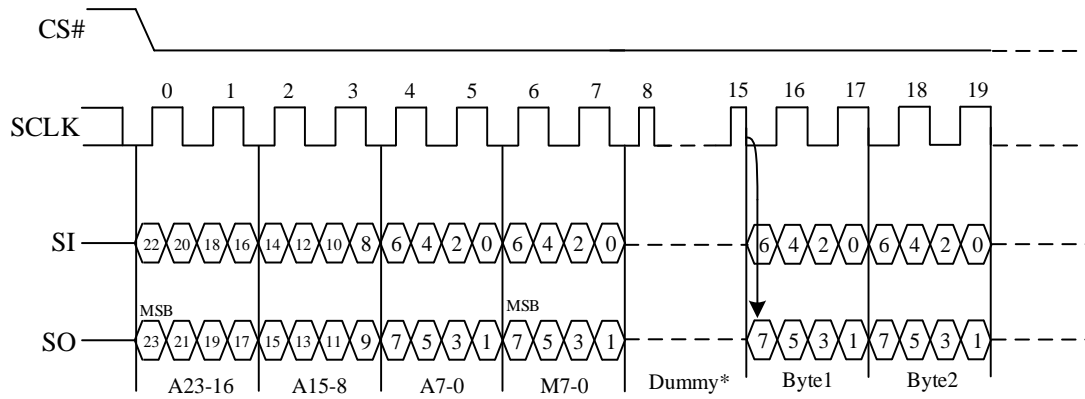 CS#
0 1 2 3 4 5 6 7 8 15 16 17 18 19
SCLK
SI 22 20 18 16 14 12 10 8 6 4 2 0 6 4 2 0 6 4 2 0 6 4 2 0
MSB MSB
SO 23 21 19 17 15 13 11 9 7 5 3 1 7 5 3 1 7 5 3 1 7 5 3 1
A23-16 A15-8 A7-0 M7-0 Dummy* Byte1 Byte2